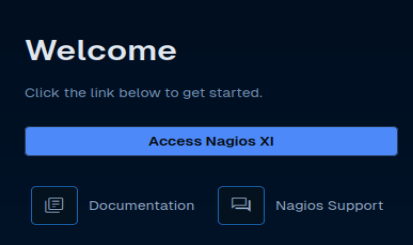 Welcome
Click the link below to get started.
Access Nagios XI
Documentation
Nagios Support